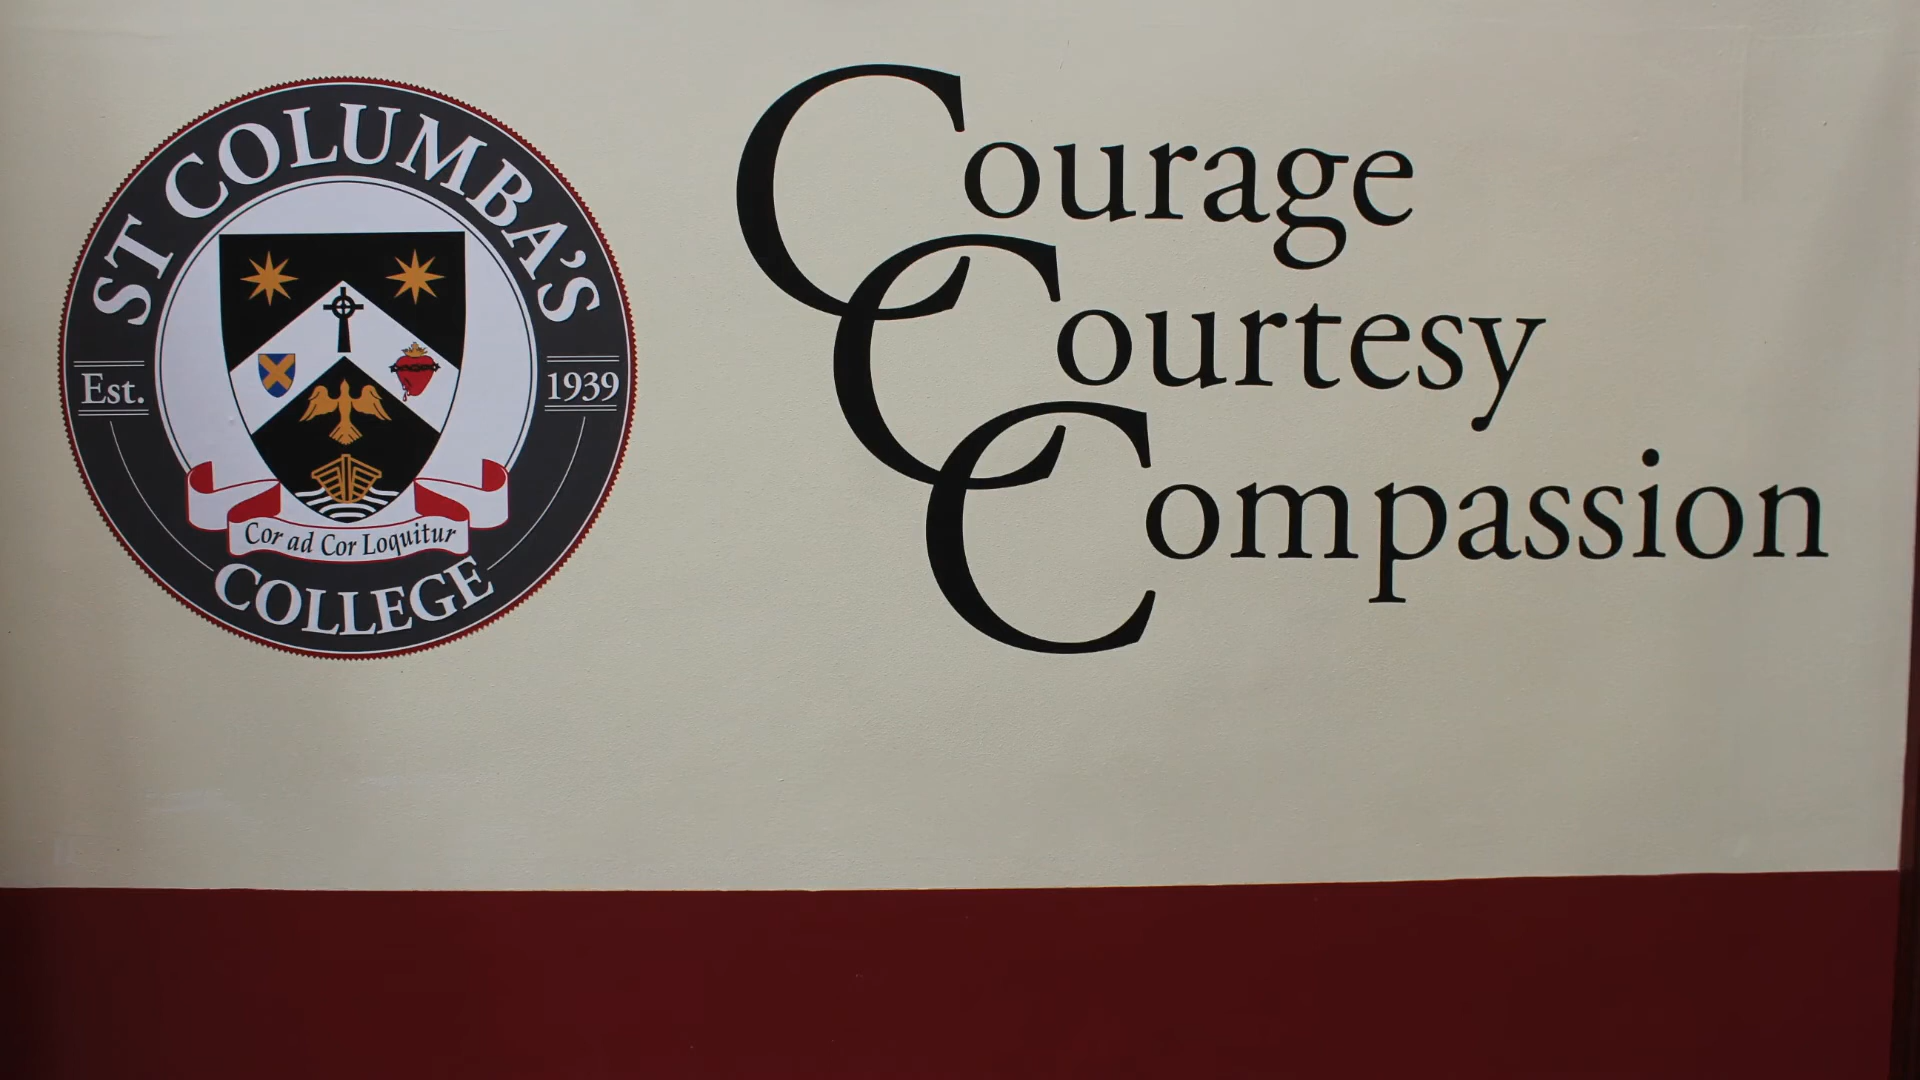 ST COLUMBA'S
Est. 1939
Cor ad Cor Loquitur
COLLEGE
Courage
Courtesy
Compassion